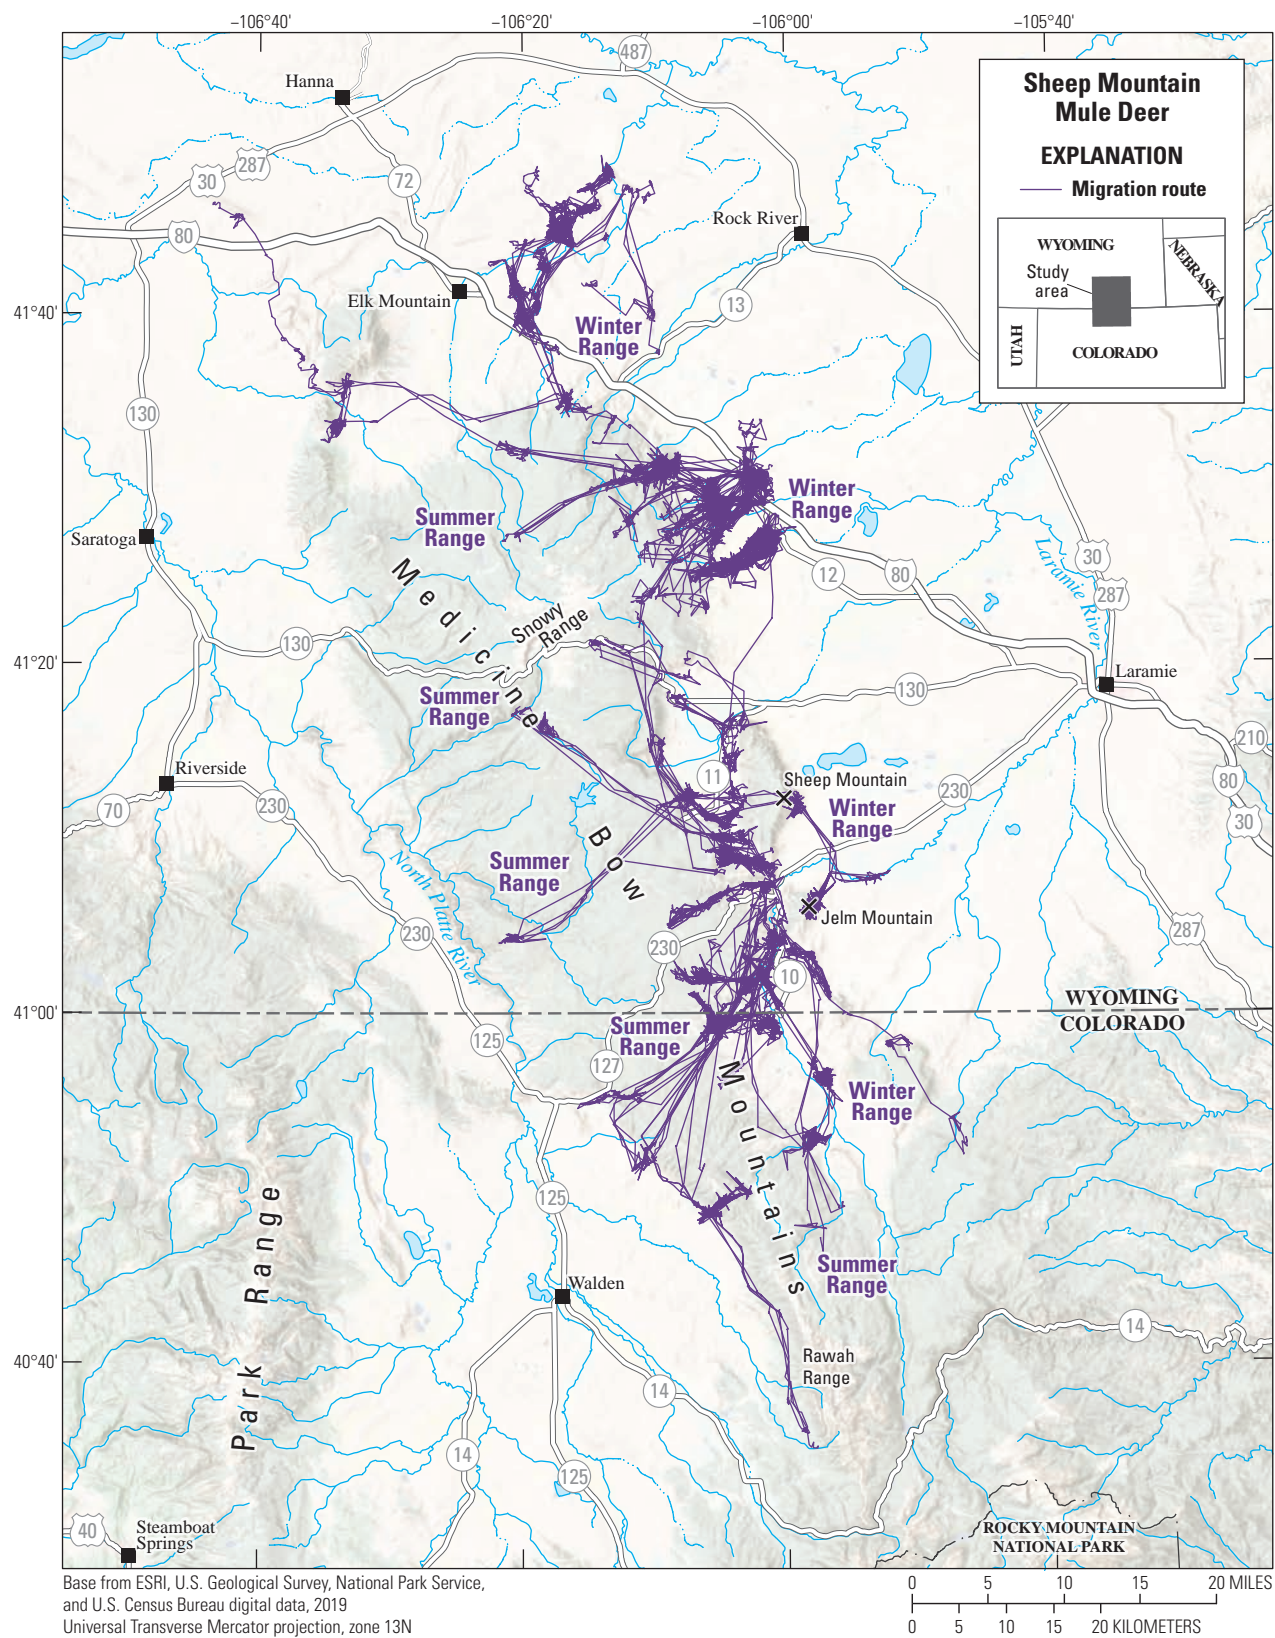 −106°40'
−106°20'
−106°00'
−105°40'
487
Hanna
Sheep Mountain
Mule Deer
EXPLANATION
Migration route
287
30
72
Rock River
80
WYOMING
NEBRASKA
Study
area
UTAH
COLORADO
Elk Mountain
13
41°40'
Winter
Range
130
Winter
Range
Summer
Range
Saratoga
Laramie River
30
287
12
80
Medicine
Bow
Mountains
Snowy
Range
130
41°20'
130
Laramie
Summer
Range
210
Riverside
11
Sheep Mountain
80
70
230
230
Winter
Range
30
Summer
Range
North Platte River
Jelm Mountain
230
230
287
10
WYOMING
COLORADO
41°00'
Summer
Range
125
127
Winter
Range
125
Park Range
Summer
Range
Walden
14
40°40'
Rawah
Range
14
14
125
40
Steamboat
Springs
ROCKY MOUNTAIN
NATIONAL PARK
Base from ESRI, U.S. Geological Survey, National Park Service,
and U.S. Census Bureau digital data, 2019
Universal Transverse Mercator projection, zone 13N
0 5 10 15 20 MILES
0 5 10 15 20 KILOMETERS